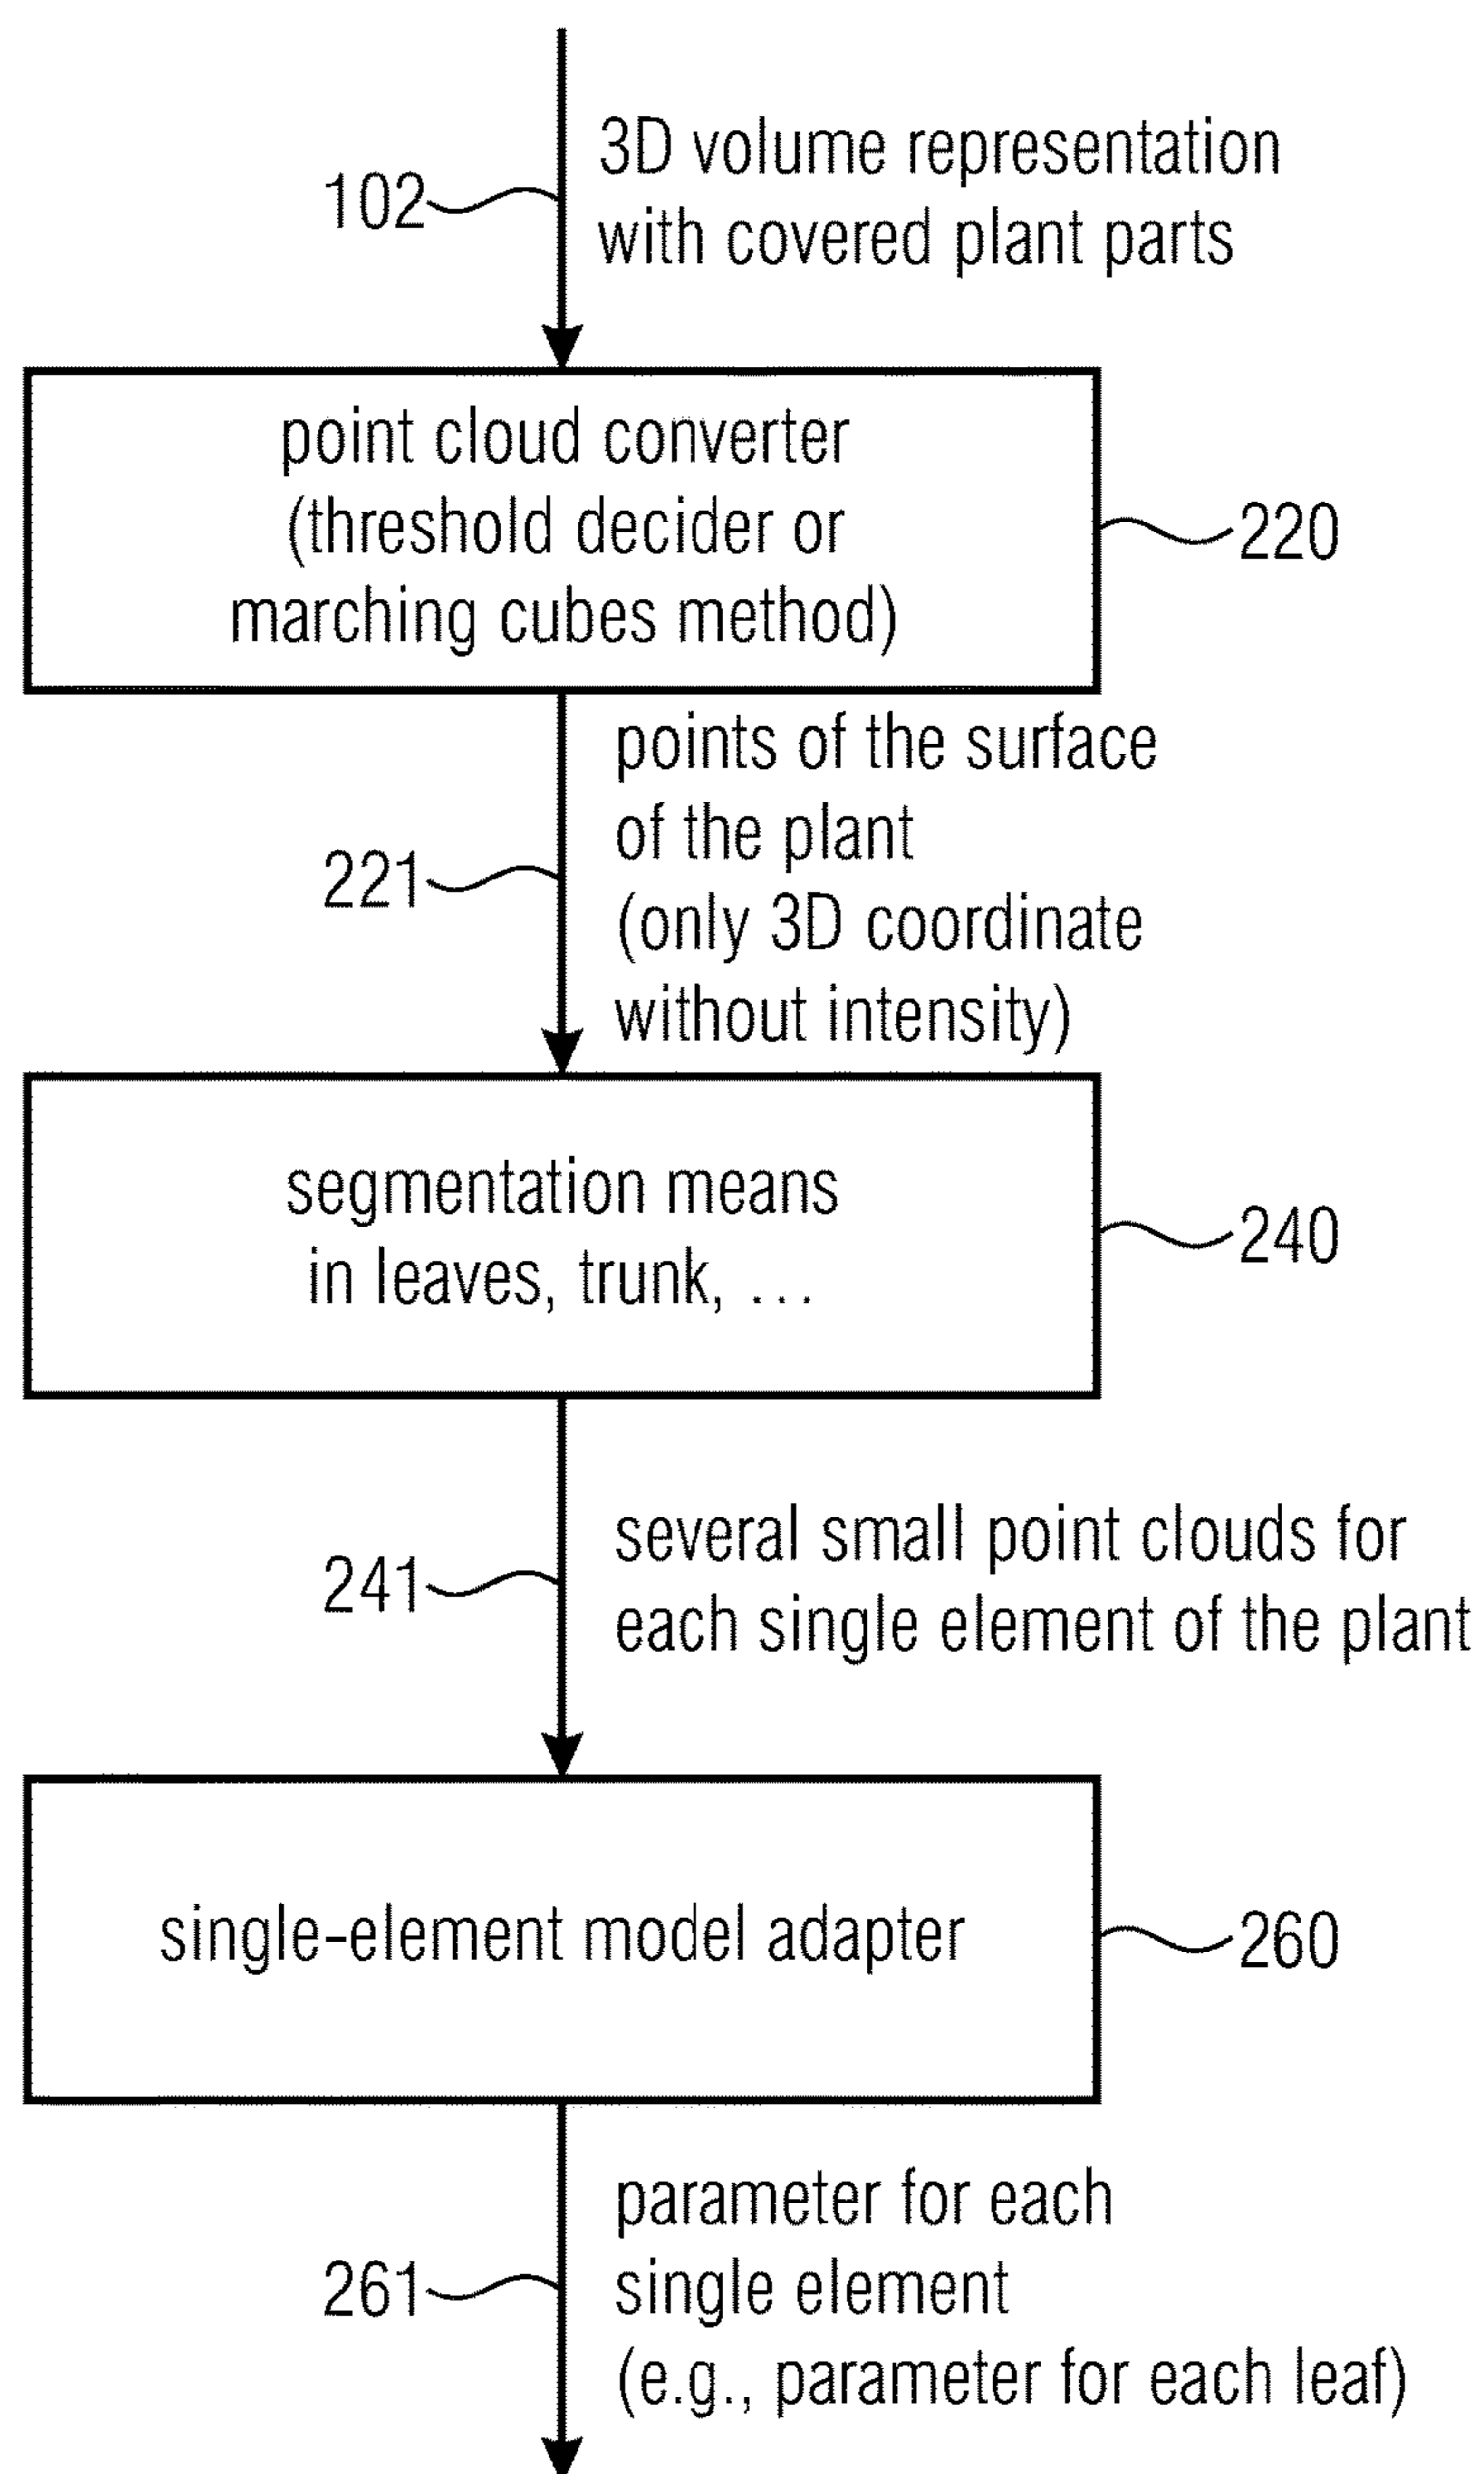 3D volume representation
with covered plant parts
102
point cloud converter
(threshold decider or
marching cubes method)
220
points of the surface
of the plant
(only 3D coordinate
without intensity)
221
segmentation means
in leaves, trunk, ...
240
several small point clouds for
each single element of the plant
241
single-element model adapter
260
parameter for each
single element
(e.g., parameter for each leaf)
261